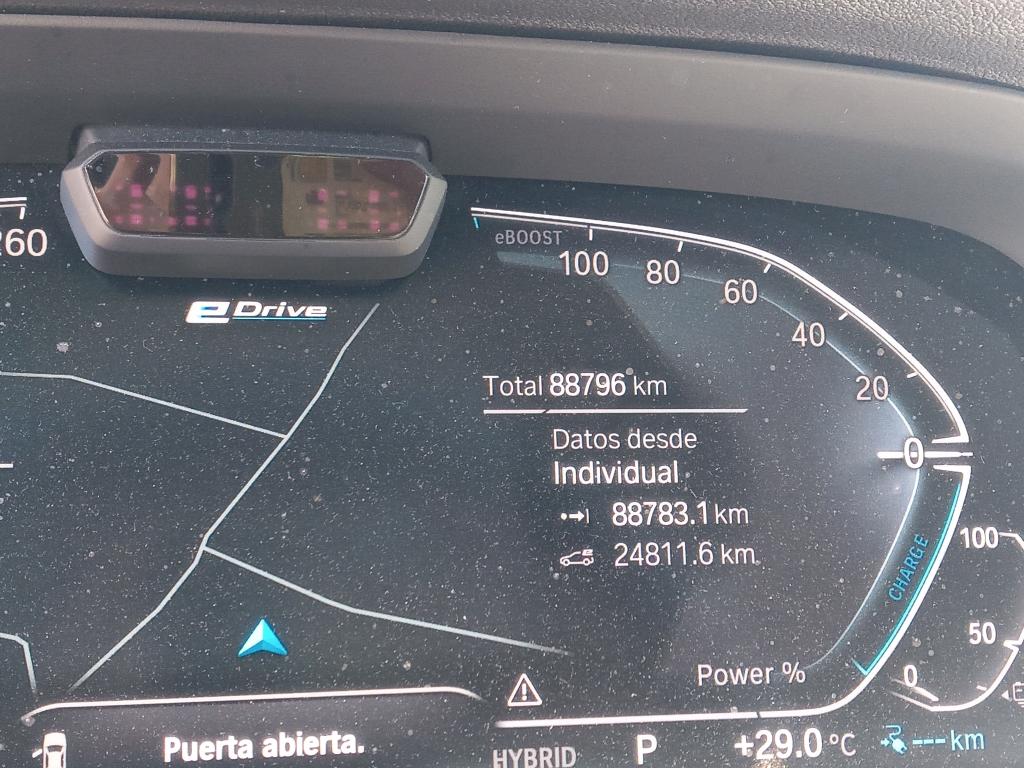 260
eBOOST
100
80
60
40
20
0
e Drive
Total 88796 km
Datos desde
Individual
88783.1 km
24811.6 km
CHARGE
100
50
0
Power %
Puerta abierta.
HYBRID
P
+29.0 °C
--- km